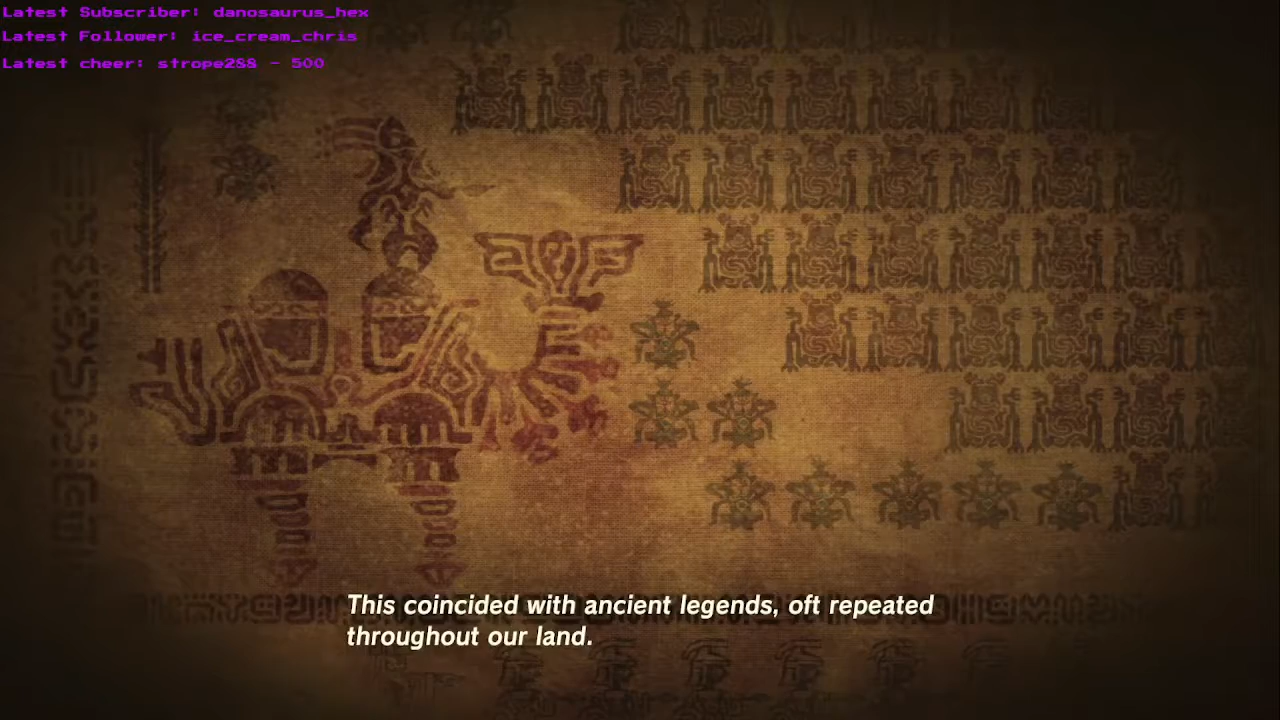 Latest Subscriber: danosaurus_hex
Latest Follower: ice_cream_chris
Latest cheer: strope288 - 500
This coincided with ancient legends, oft repeated
throughout our land.